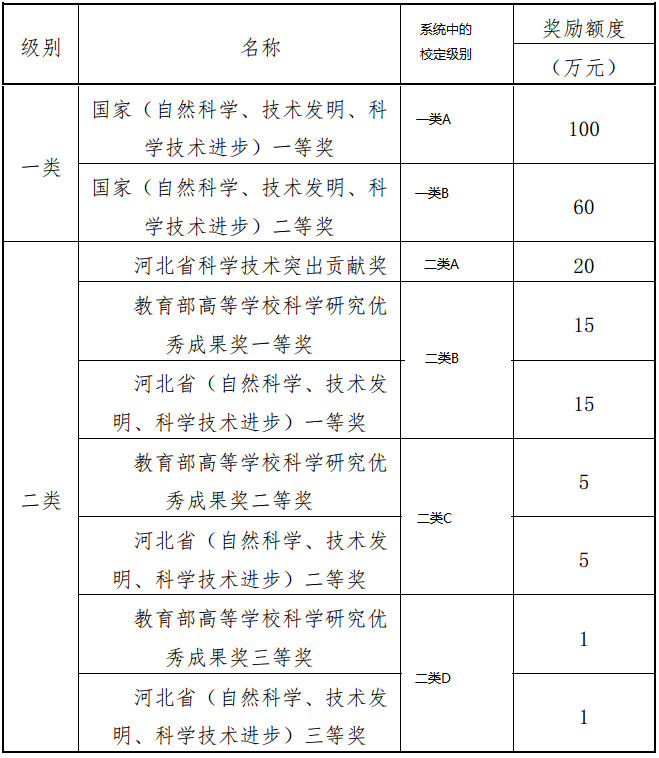 级别
名称
系统中的
校定级别
奖励额度
（万元）
一类
国家（自然科学、技术发明、科
学技术进步）一等奖
一类A
100
国家（自然科学、技术发明、科
学技术进步）二等奖
一类B
60
二类
河北省科学技术突出贡献奖
二类A
20
教育部高等学校科学研究优
秀成果奖一等奖
二类B
15
河北省（自然科学、技术发
明、科学技术进步）一等奖
15
教育部高等学校科学研究优
秀成果奖二等奖
二类C
5
河北省（自然科学、技术发
明、科学技术进步）二等奖
5
教育部高等学校科学研究优
秀成果奖三等奖
二类D
1
河北省（自然科学、技术发
明、科学技术进步）三等奖
1